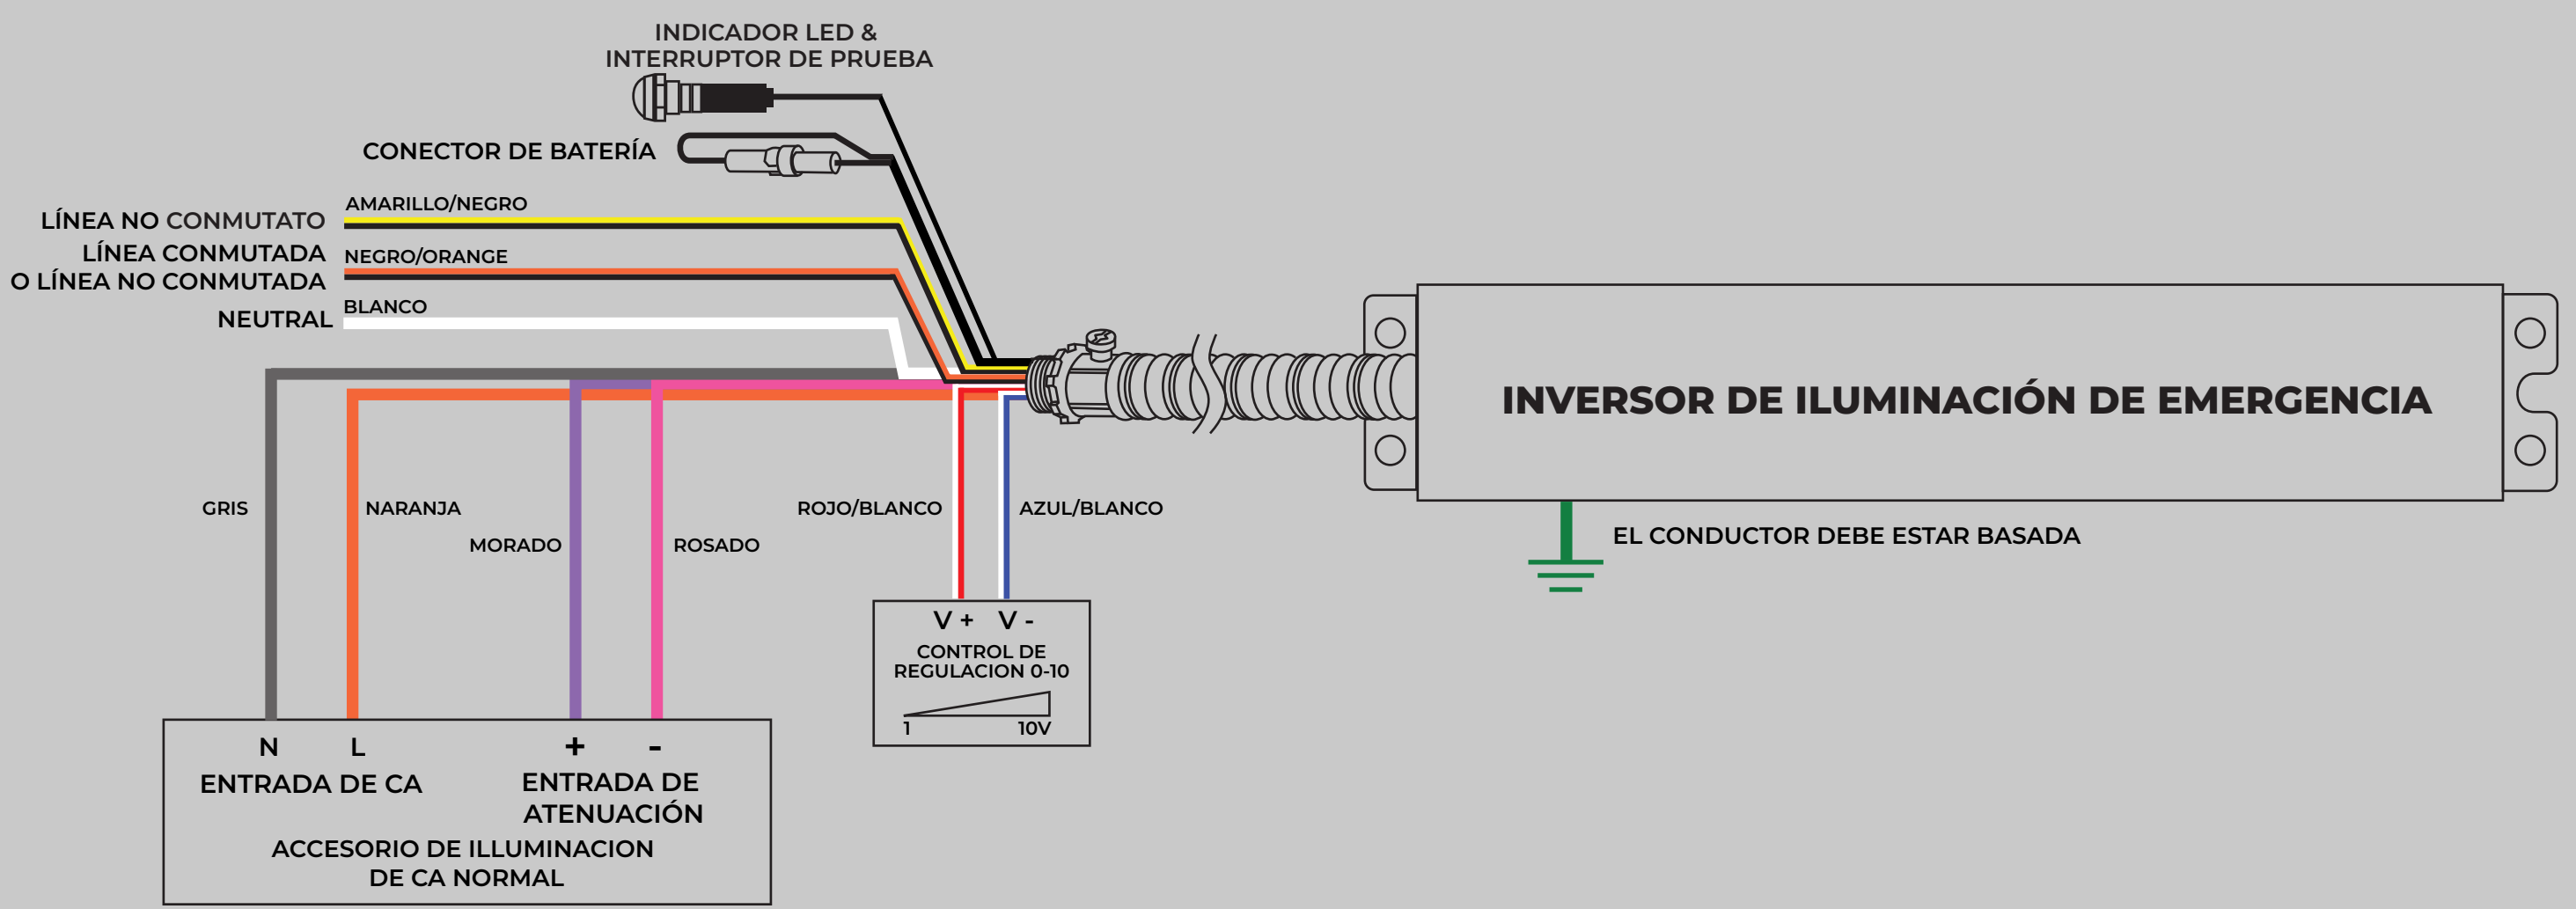 INDICADOR LED &
INTERRUPTOR DE PRUEBA
CONECTOR DE BATERÍA
AMARILLO/NEGRO
LÍNEA NO CONMUTATO
LÍNEA CONMUTADA
NEGRO/ORANGE
O LÍNEA NO CONMUTADA
BLANCO
NEUTRAL
INVERSOR DE ILUMINACIÓN DE EMERGENCIA
GRIS
NARANJA
MORADO
ROSADO
ROJO/BLANCO
AZUL/BLANCO
EL CONDUCTOR DEBE ESTAR BASADA
V + V -
CONTROL DE
REGULACION 0-10
1 10V
N L + -
ENTRADA DE CA
ENTRADA DE
ATENUACIÓN
ACCESORIO DE ILLUMINACION
DE CA NORMAL